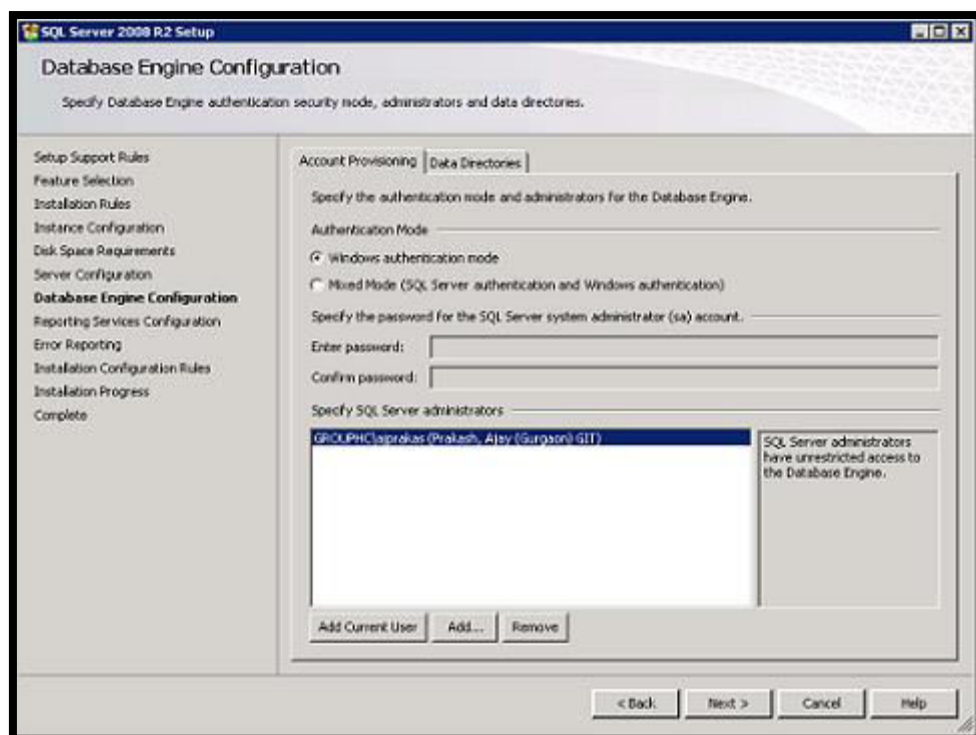 SQL Server 2008 R2 Setup
Database Engine Configuration
Specify Database Engine authentication security mode, administrators and data directories.
Setup Support Rules
Feature Selection
Installation Rules
Instance Configuration
Disk Space Requirements
Server Configuration
Database Engine Configuration
Reporting Services Configuration
Error Reporting
Installation Configuration Rules
Installation Progress
Complete
Account Provisioning
Data Directories
Specify the authentication mode and administrators for the Database Engine.
Authentication Mode
Windows authentication mode
Mixed Mode (SQL Server authentication and Windows authentication)
Specify the password for the SQL Server system administrator (sa) account.
Enter password:
Confirm password:
Specify SQL Server administrators
GROUPHC\ajprakas (Prakash, Ajay (Gurgaon) GIT)
SQL Server administrators
have unrestricted access to
the Database Engine.
Add Current User
Add...
Remove
< Back
Next >
Cancel
Help